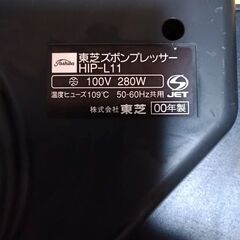 Toshiba
東芝ズボンプレッサー
HIP-L11
100V 280W
温度ヒューズ109℃ 50-60Hz共用
JET
株式会社 東芝 00年製